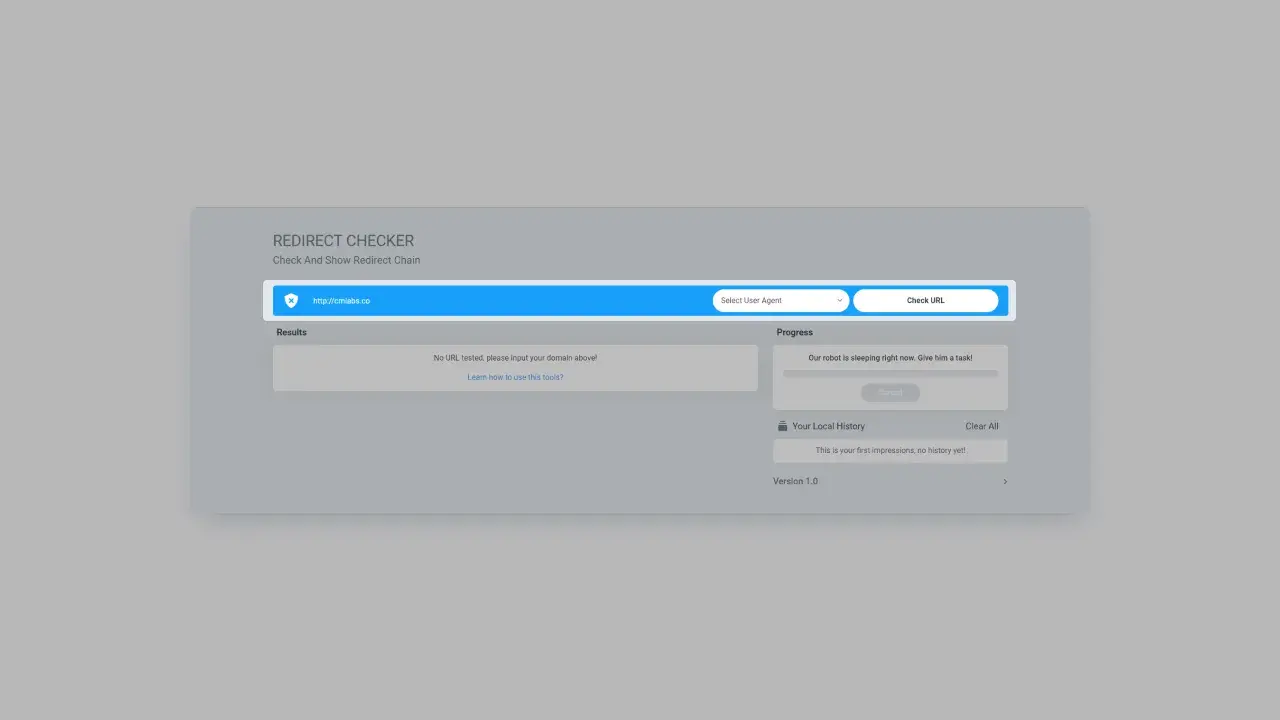 REDIRECT CHECKER
Check And Show Redirect Chain
http://cmlabs.co
Select User Agent
Check URL
Results
No URL tested, please input your domain above!
Learn how to use this tools?
Progress
Our robot is sleeping right now. Give him a task!
Your Local History
Clear All
This is your first impressions, no history yet!
Version 1.0